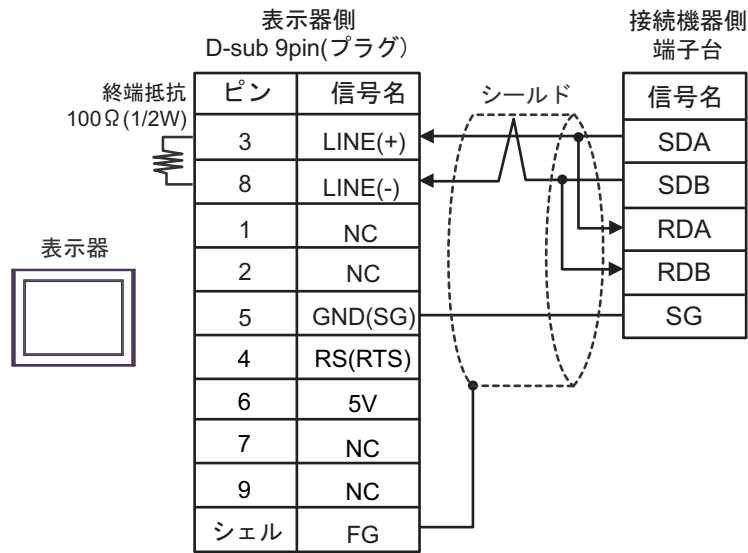 表示器側
D-sub 9pin(プラグ)
接続機器側
端子台
終端抵抗
100Ω(1/2W)
ピン 信号名
シールド
信号名
3 LINE(+)
SDA
8 LINE(-)
SDB
1 NC
RDA
表示器
2 NC
RDB
5 GND(SG)
SG
4 RS(RTS)
6 5V
7 NC
9 NC
シェル FG